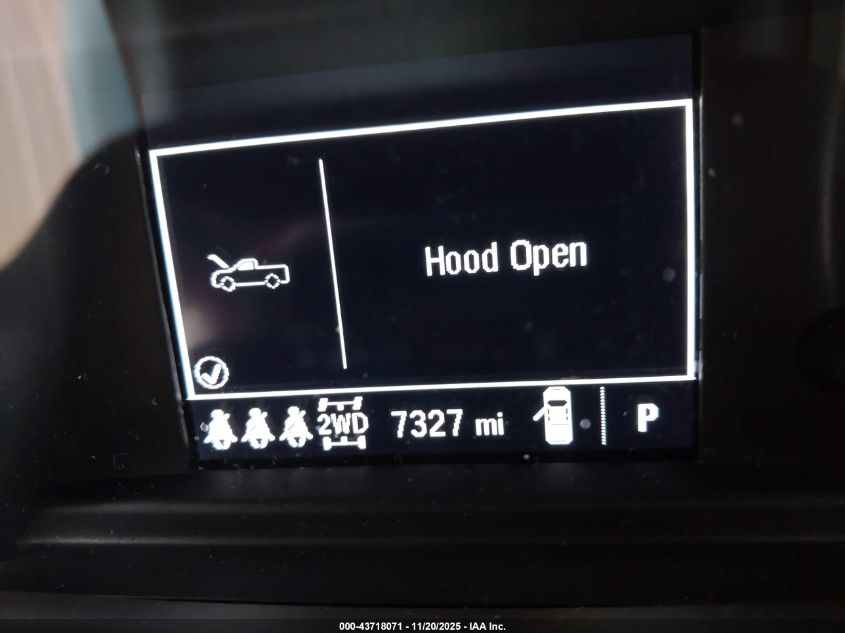 Hood Open
2WD
7327 mi
P
000-43718071 - 11/20/2025 - IAA Inc.